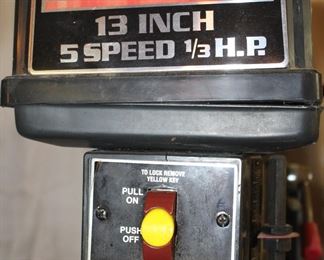 13 INCH
5 SPEED 1/3 H.P.
TO LOCK REMOVE
YELLOW KEY
PULL
ON
PUSH
OFF